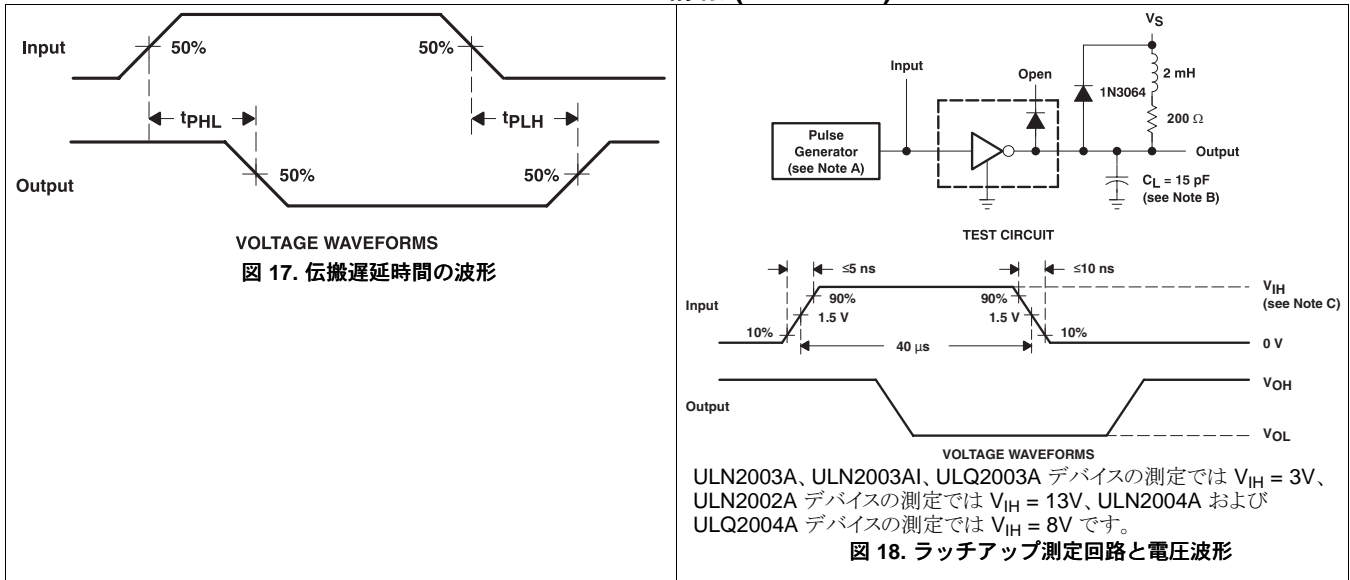 Input
50%
50%
tPHL
tPLH
Output
50%
50%
VOLTAGE WAVEFORMS
図 17. 伝搬遅延時間の波形
VS
Input
Open
1N3064
2 mH
200 Ω
Pulse
Generator
(see Note A)
Output
CL = 15 pF
(see Note B)
TEST CIRCUIT
≤5 ns
≤10 ns
Input
90%
90%
VIH
(see Note C)
1.5 V
1.5 V
10%
10%
40 μs
0 V
VOH
Output
VOL
VOLTAGE WAVEFORMS
ULN2003A、ULN2003AI、ULQ2003A デバイスの測定では VIH = 3V、
ULN2002A デバイスの測定では VIH = 13V、ULN2004A および
ULQ2004A デバイスの測定では VIH = 8V です。
図 18. ラッチアップ測定回路と電圧波形